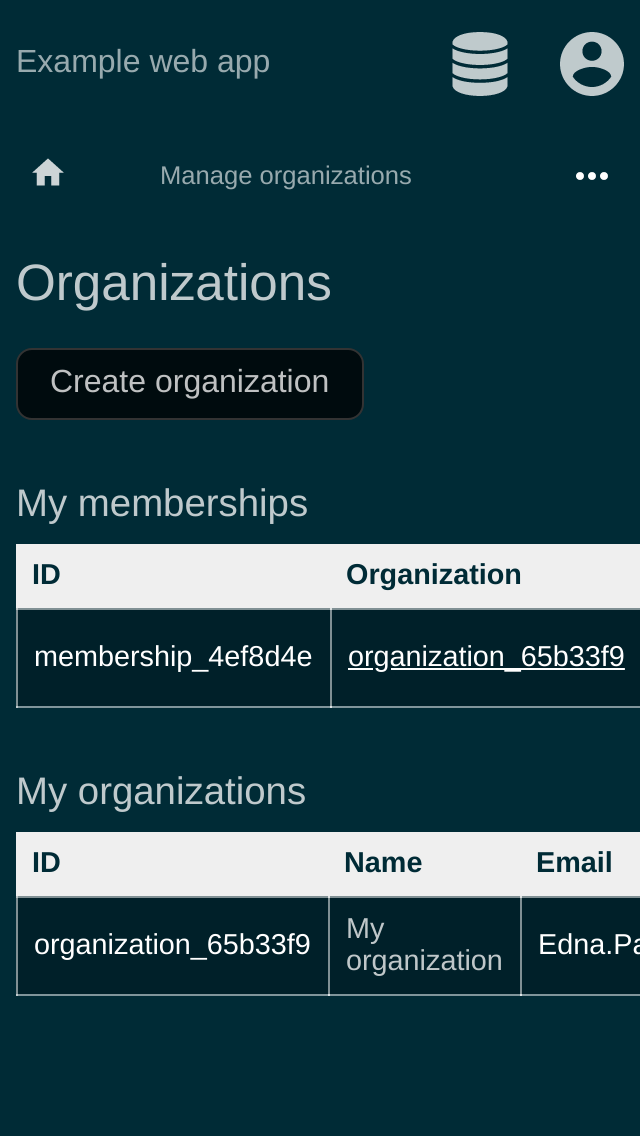 Example web app
Manage organizations
Organizations
Create organization
My memberships
ID Organization
membership_4ef8d4e organization_65b33f9
My organizations
ID Name Email
organization_65b33f9 My organization Edna.Pa